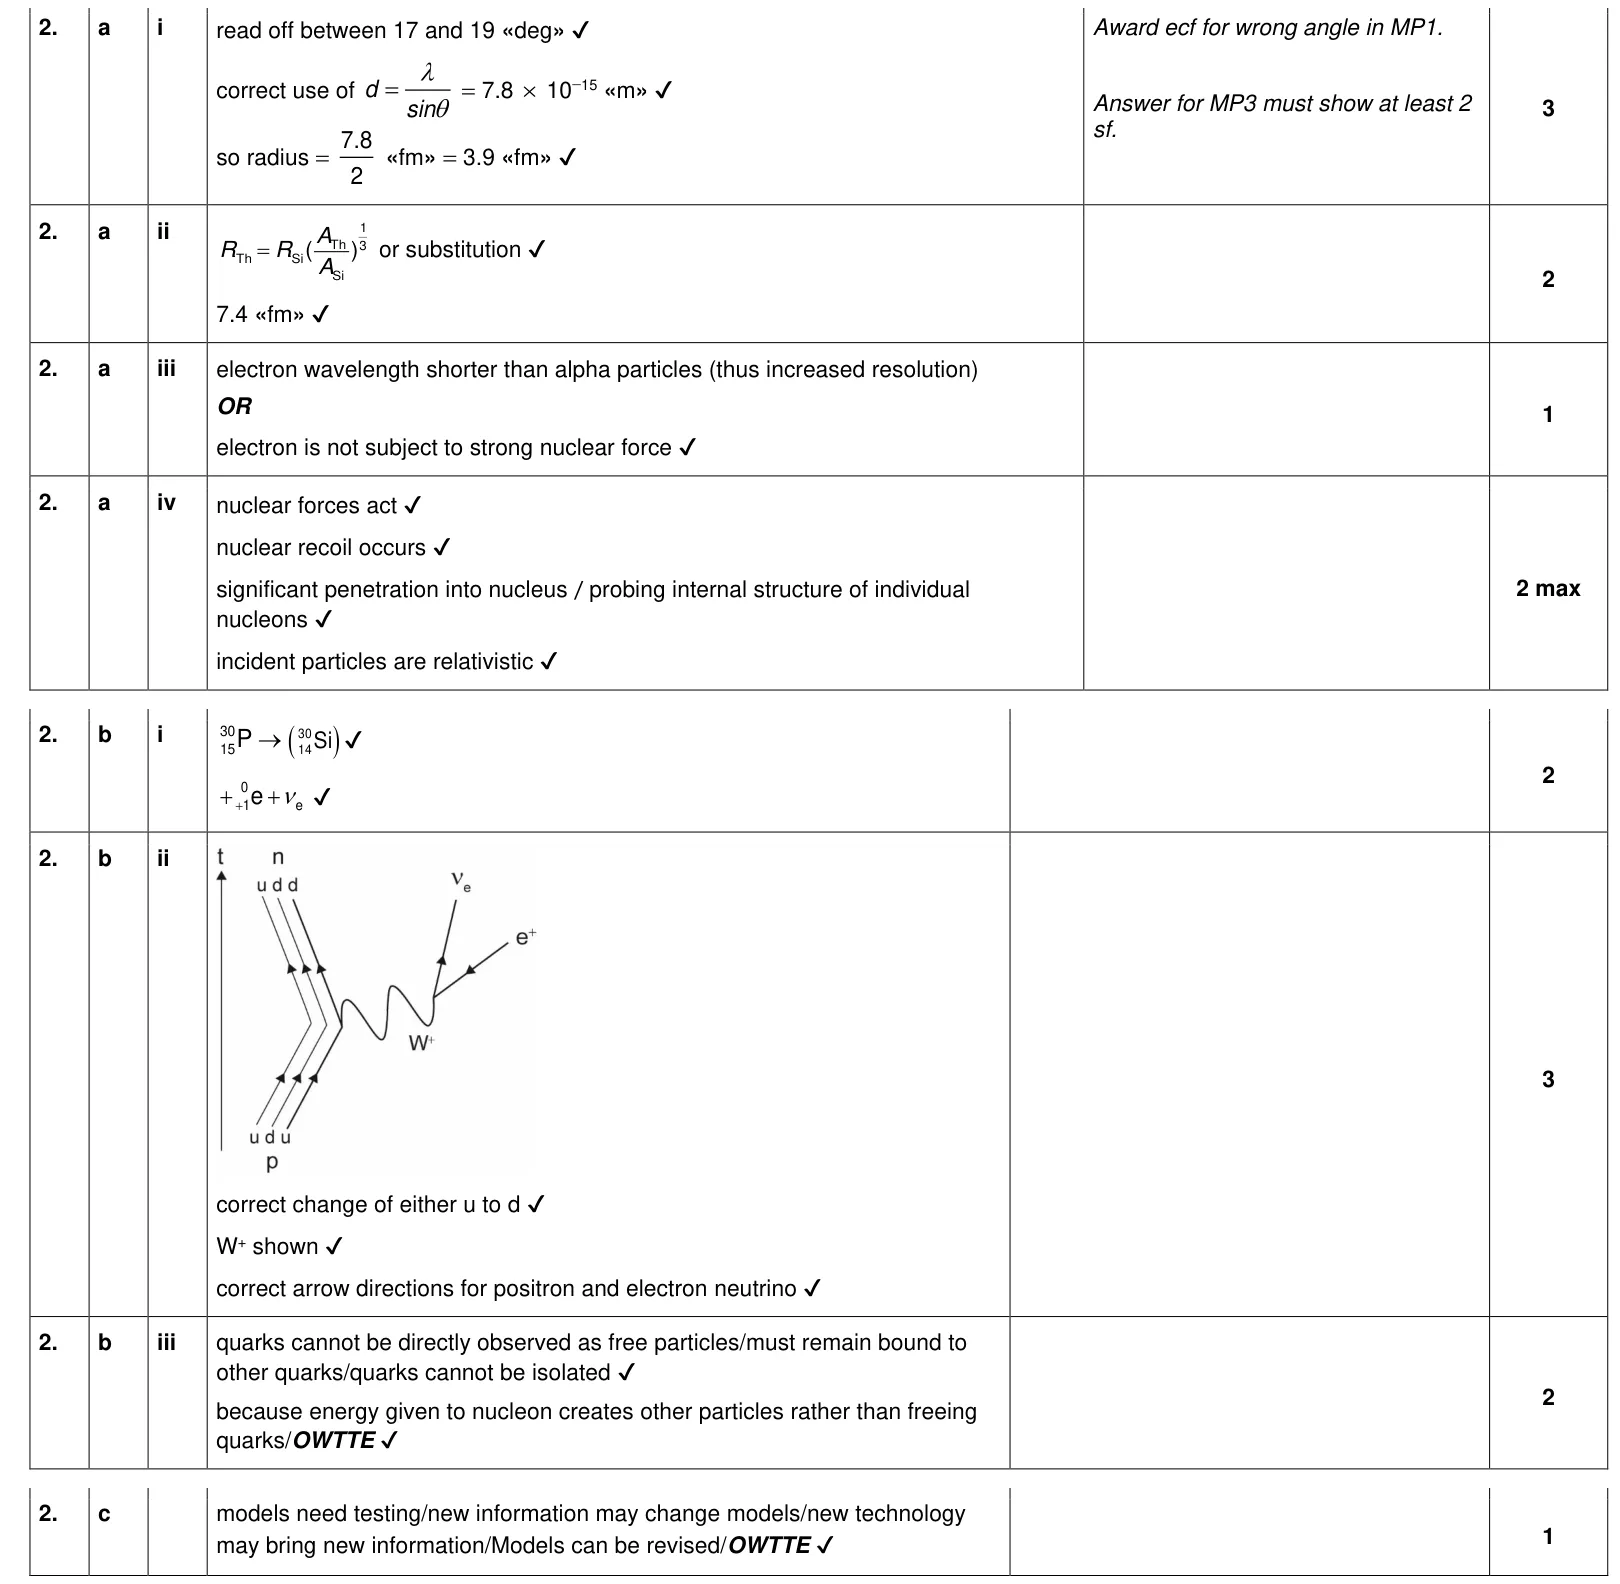 2. a i read off between 17 and 19 «deg» ✓ Award ecf for wrong angle in MP1.
correct use of d = λ / sinθ = 7.8 × 10⁻¹⁵ «m» ✓ Answer for MP3 must show at least 2 sf. 3
so radius = 7.8 / 2 «fm» = 3.9 «fm» ✓
2. a ii R_Th = R_Si (A_Th / A_Si)^(1/3) or substitution ✓ 2
7.4 «fm» ✓
2. a iii electron wavelength shorter than alpha particles (thus increased resolution)
OR 1
electron is not subject to strong nuclear force ✓
2. a iv nuclear forces act ✓
nuclear recoil occurs ✓
significant penetration into nucleus / probing internal structure of individual 2 max
nucleons ✓
incident particles are relativistic ✓
2. b i ³⁰₁₅P → (³⁰₁₄Si) ✓ 2
+ ⁰₊₁e + νₑ ✓
2. b ii t n
u d d
νₑ
e⁺
W⁺
u d u
p
3
correct change of either u to d ✓
W⁺ shown ✓
correct arrow directions for positron and electron neutrino ✓
2. b iii quarks cannot be directly observed as free particles/must remain bound to
other quarks/quarks cannot be isolated ✓ 2
because energy given to nucleon creates other particles rather than freeing
quarks/OWTTE ✓
2. c models need testing/new information may change models/new technology 1
may bring new information/Models can be revised/OWTTE ✓